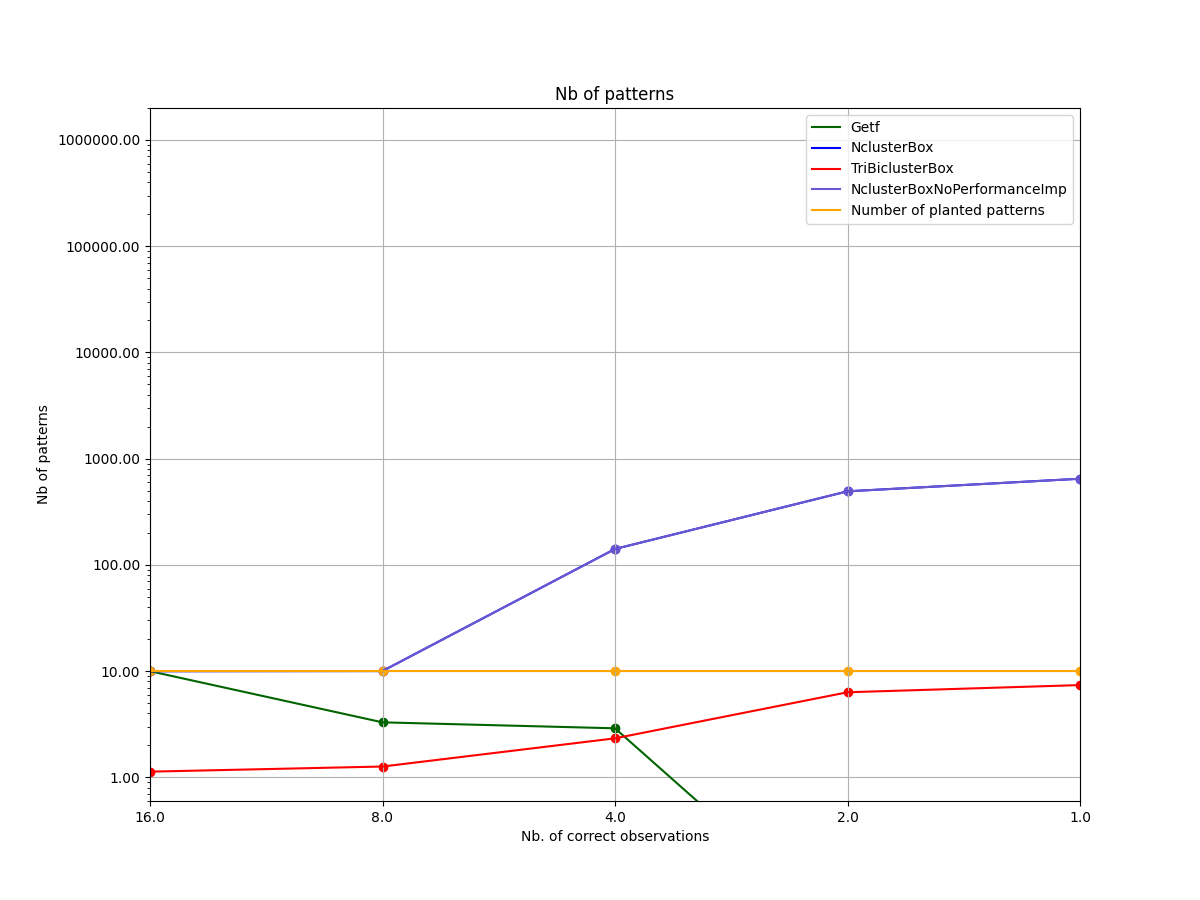 Nb of patterns
Getf
NclusterBox
TriBiclusterBox
NclusterBoxNoPerformanceImp
Number of planted patterns
1000000.00
100000.00
10000.00
1000.00
100.00
10.00
1.00
Nb of patterns
16.0 8.0 4.0 2.0 1.0
Nb. of correct observations